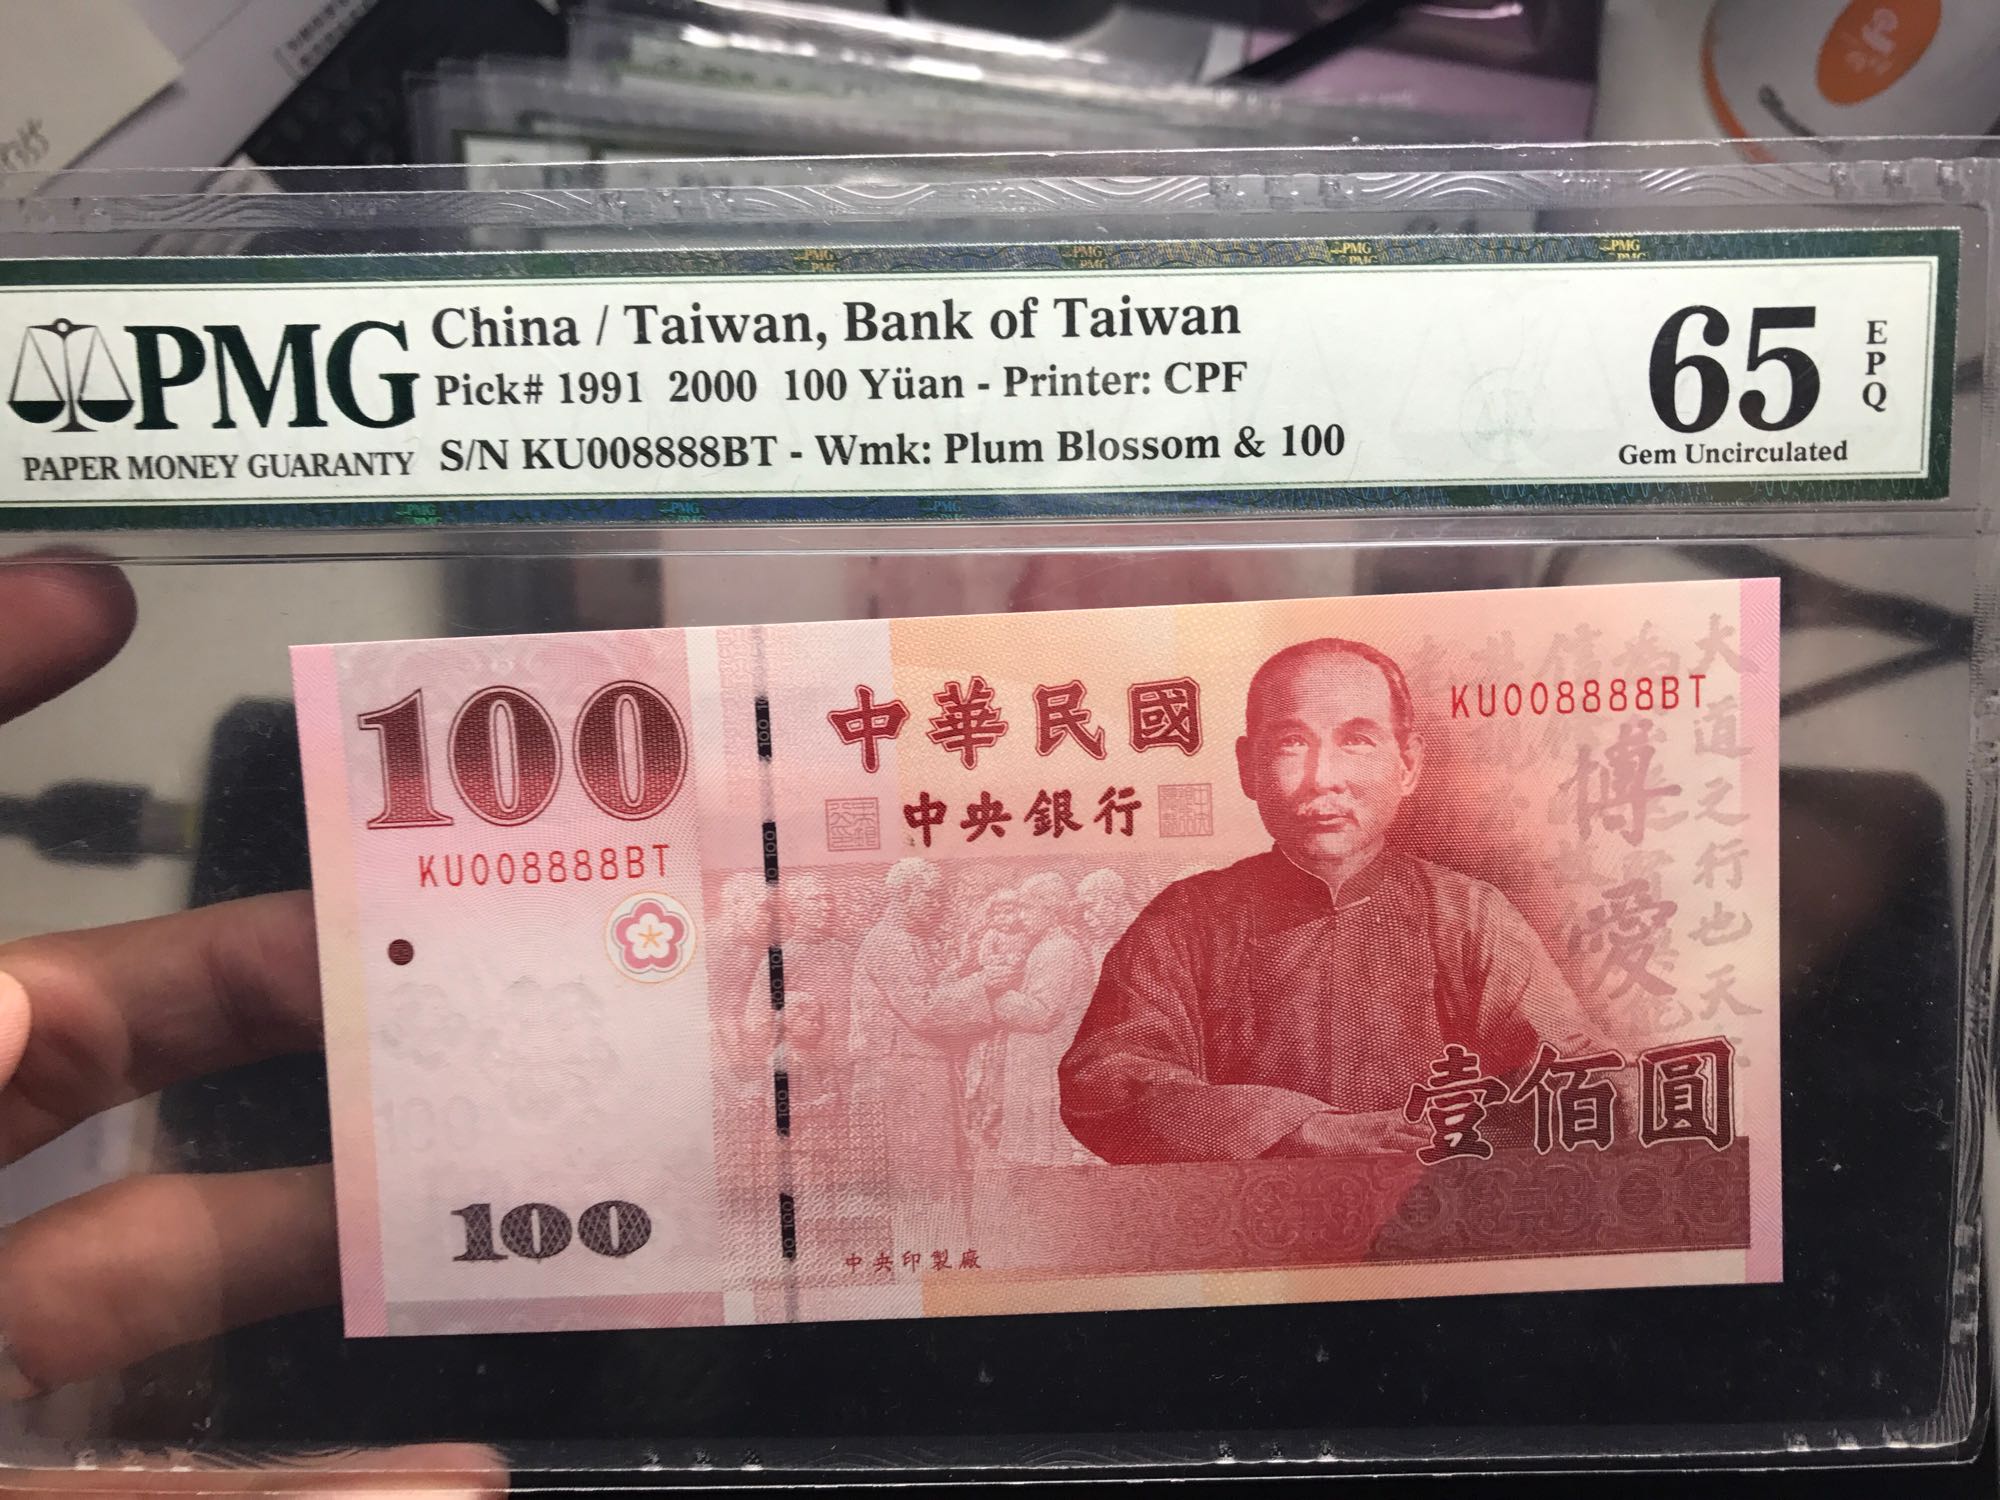 PMG
PAPER MONEY GUARANTY
China / Taiwan, Bank of Taiwan
Pick# 1991 2000 100 Yüan - Printer: CPF
S/N KU008888BT - Wmk: Plum Blossom & 100
65
EPQ
Gem Uncirculated
100
中華民國
中央銀行
KU008888BT
KU008888BT
博愛
大道之行也天
壹佰圓
100
100
中央印製廠